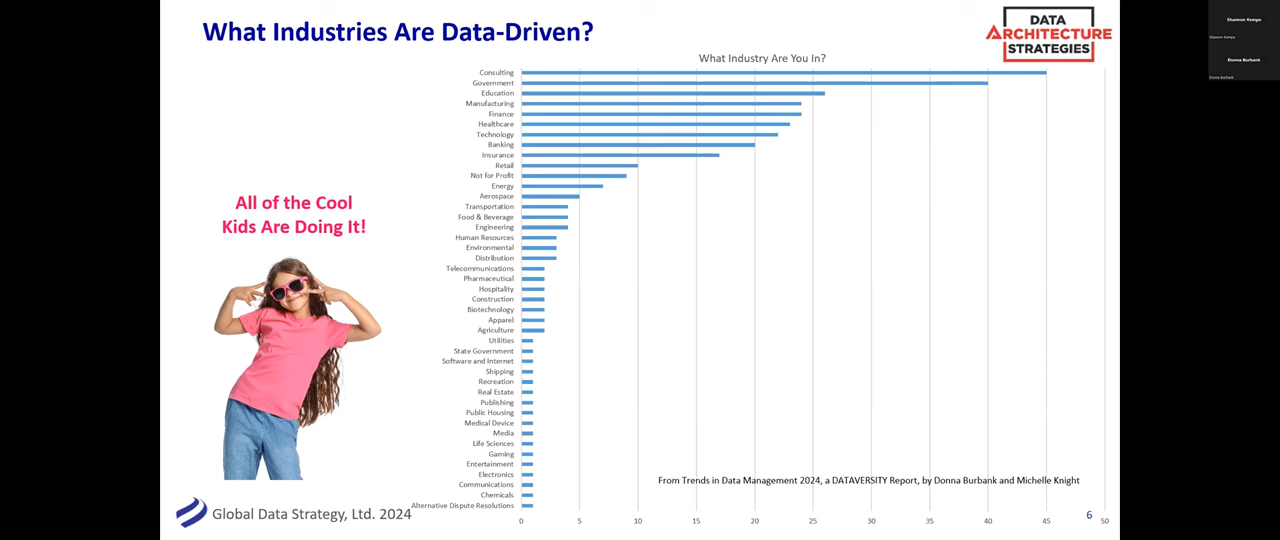 What Industries Are Data-Driven?
DATA
ARCHITECTURE
STRATEGIES
Shannon Kempe
Shannon Kempe
Donna Burbank
Donna Burbank
What Industry Are You In?
Consulting
Government
Education
Manufacturing
Finance
Healthcare
Technology
Banking
Insurance
Retail
Not for Profit
Energy
Aerospace
Transportation
Food & Beverage
Engineering
Human Resources
Environmental
Distribution
Telecommunications
Pharmaceutical
Hospitality
Construction
Biotechnology
Apparel
Agriculture
Utilities
State Government
Software and Internet
Shipping
Recreation
Real Estate
Publishing
Public Housing
Medical Device
Media
Life Sciences
Gaming
Entertainment
Electronics
Communications
Chemicals
Alternative Dispute Resolutions
0 5 10 15 20 25 30 35 40 45 50
All of the Cool
Kids Are Doing It!
From Trends in Data Management 2024, a DATAVERSITY Report, by Donna Burbank and Michelle Knight
Global Data Strategy, Ltd. 2024
6